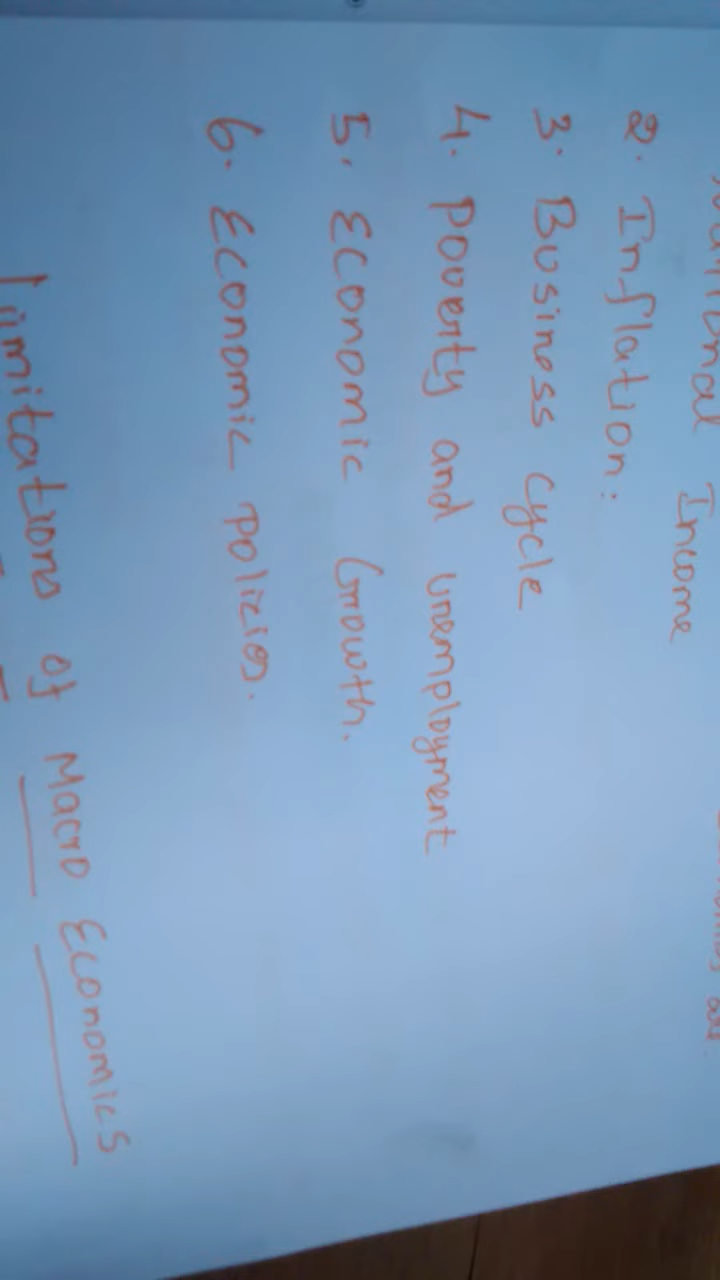 Income
2. Inflation:
3. Business cycle
4. Poverty and unemployment
5. Economic Growth.
6. Economic policies.
Limitations of Macro Economics